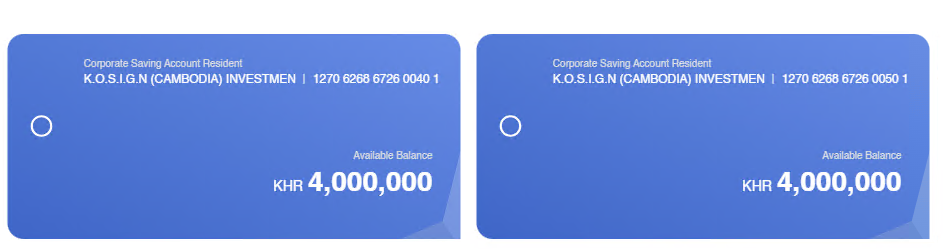 Corporate Saving Account Resident
K.O.S.I.G.N (CAMBODIA) INVESTMEN | 1270 6268 6726 0040 1
Available Balance
KHR 4,000,000
Corporate Saving Account Resident
K.O.S.I.G.N (CAMBODIA) INVESTMEN | 1270 6268 6726 0050 1
Available Balance
KHR 4,000,000